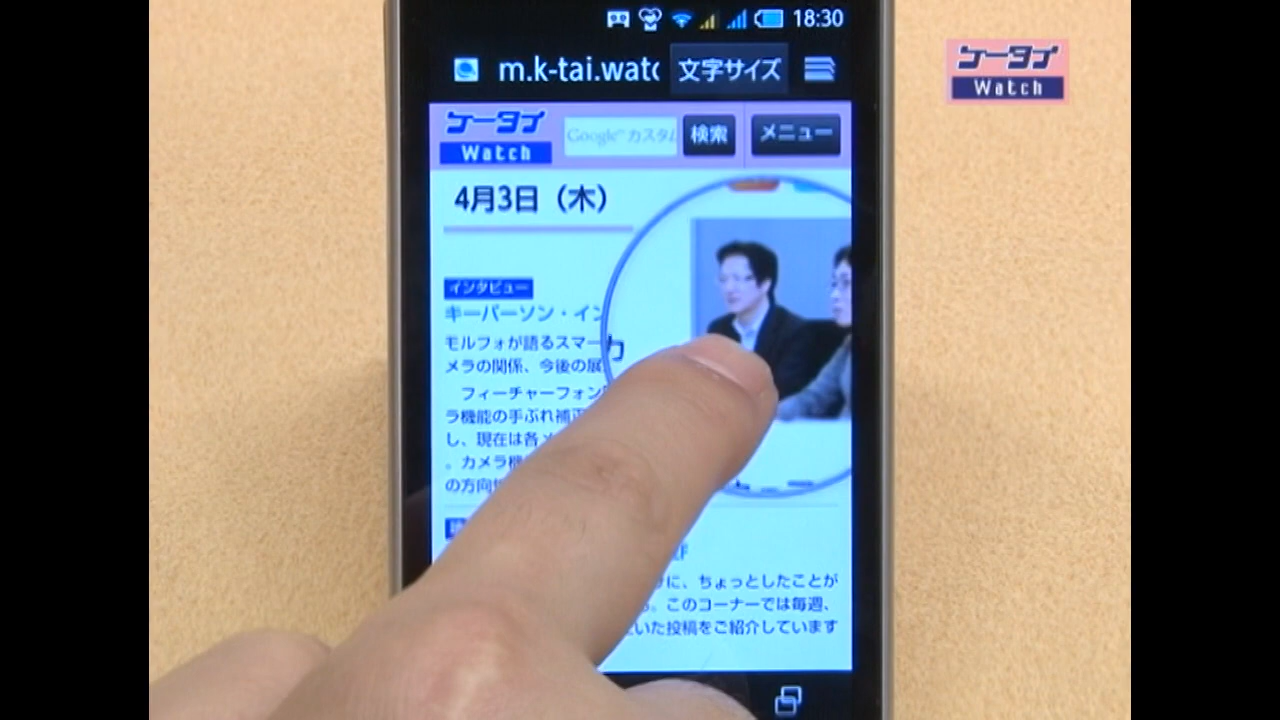 18:30
m.k-tai.watc 文字サイズ
ケータイ
Watch
Google™ カスタム 検索 メニュー
ケータイ
Watch
4月3日（木）
インタビュー
キーパーソン・イン
モルフォが語るスマー
カ
メラの関係、今後の展
フィーチャーフォン
ラ機能の手ぶれ補正
し、現在は各メ
。カメラ機
の方向性
に、ちょっとしたことが
。このコーナーでは毎週、
いた投稿をご紹介しています